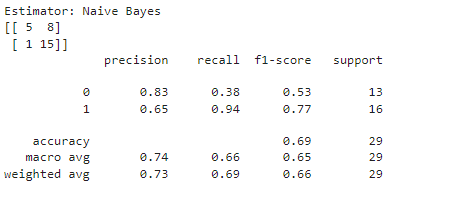 Estimator: Naive Bayes
[[ 5  8]
 [ 1 15]]
precision recall f1-score support
0 0.83 0.38 0.53 13
1 0.65 0.94 0.77 16
accuracy 0.69 29
macro avg 0.74 0.66 0.65 29
weighted avg 0.73 0.69 0.66 29